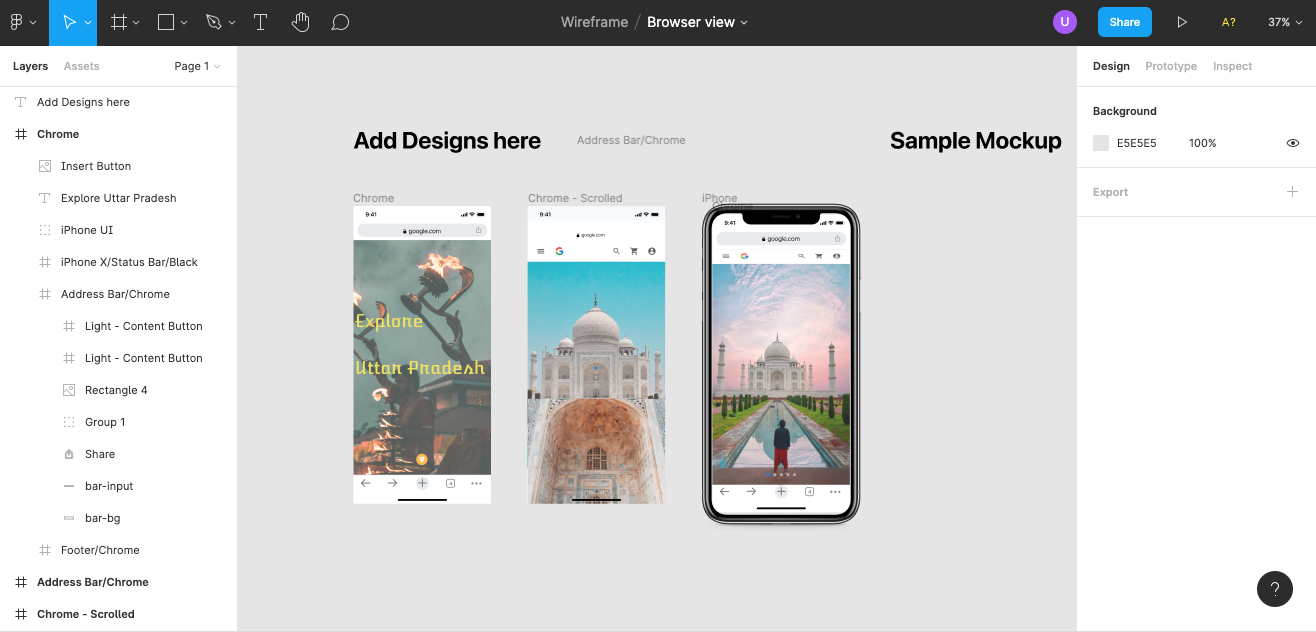 Wireframe / Browser view
U
Share
A?
37%
Layers
Assets
Page 1
Add Designs here
Chrome
Insert Button
Explore Uttar Pradesh
iPhone UI
iPhone X/Status Bar/Black
Address Bar/Chrome
Light - Content Button
Light - Content Button
Rectangle 4
Group 1
Share
bar-input
bar-bg
Footer/Chrome
Address Bar/Chrome
Chrome - Scrolled
Add Designs here
Address Bar/Chrome
Sample Mockup
Chrome
9:41
google.com
Explore
Uttar Pradesh
4
Chrome - Scrolled
9:41
google.com
G
iPhone
Chrome
9:41
google.com
G
4
Design
Prototype
Inspect
Background
E5E5E5
100%
Export
?